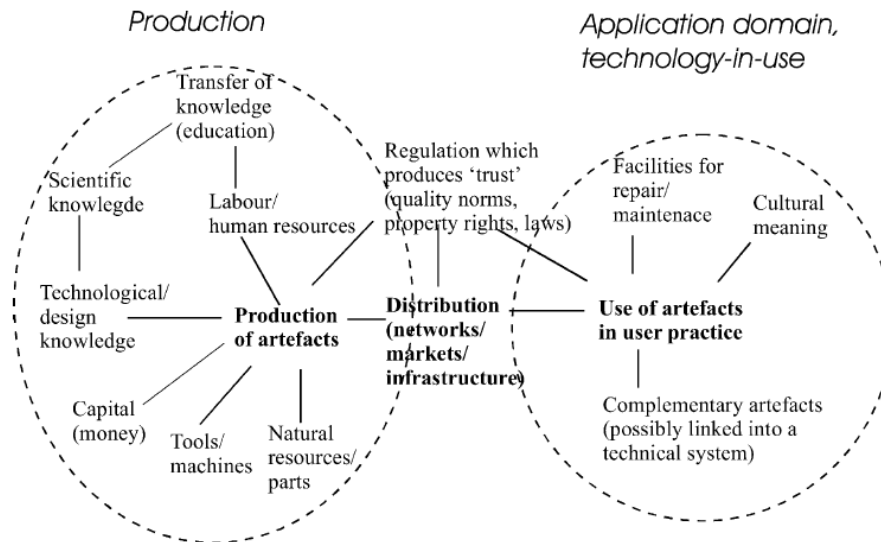 Production
Application domain,
technology-in-use
Transfer of
knowledge
(education)
Scientific
knowlegde
Labour/
human resources
Regulation which
produces ‘trust’
(quality norms,
property rights, laws)
Facilities for
repair/
maintenace
Cultural
meaning
Technological/
design
knowledge
Production
of artefacts
Distribution
(networks/
markets/
infrastructure)
Use of artefacts
in user practice
Capital
(money)
Tools/
machines
Natural
resources/
parts
Complementary artefacts
(possibly linked into a
technical system)